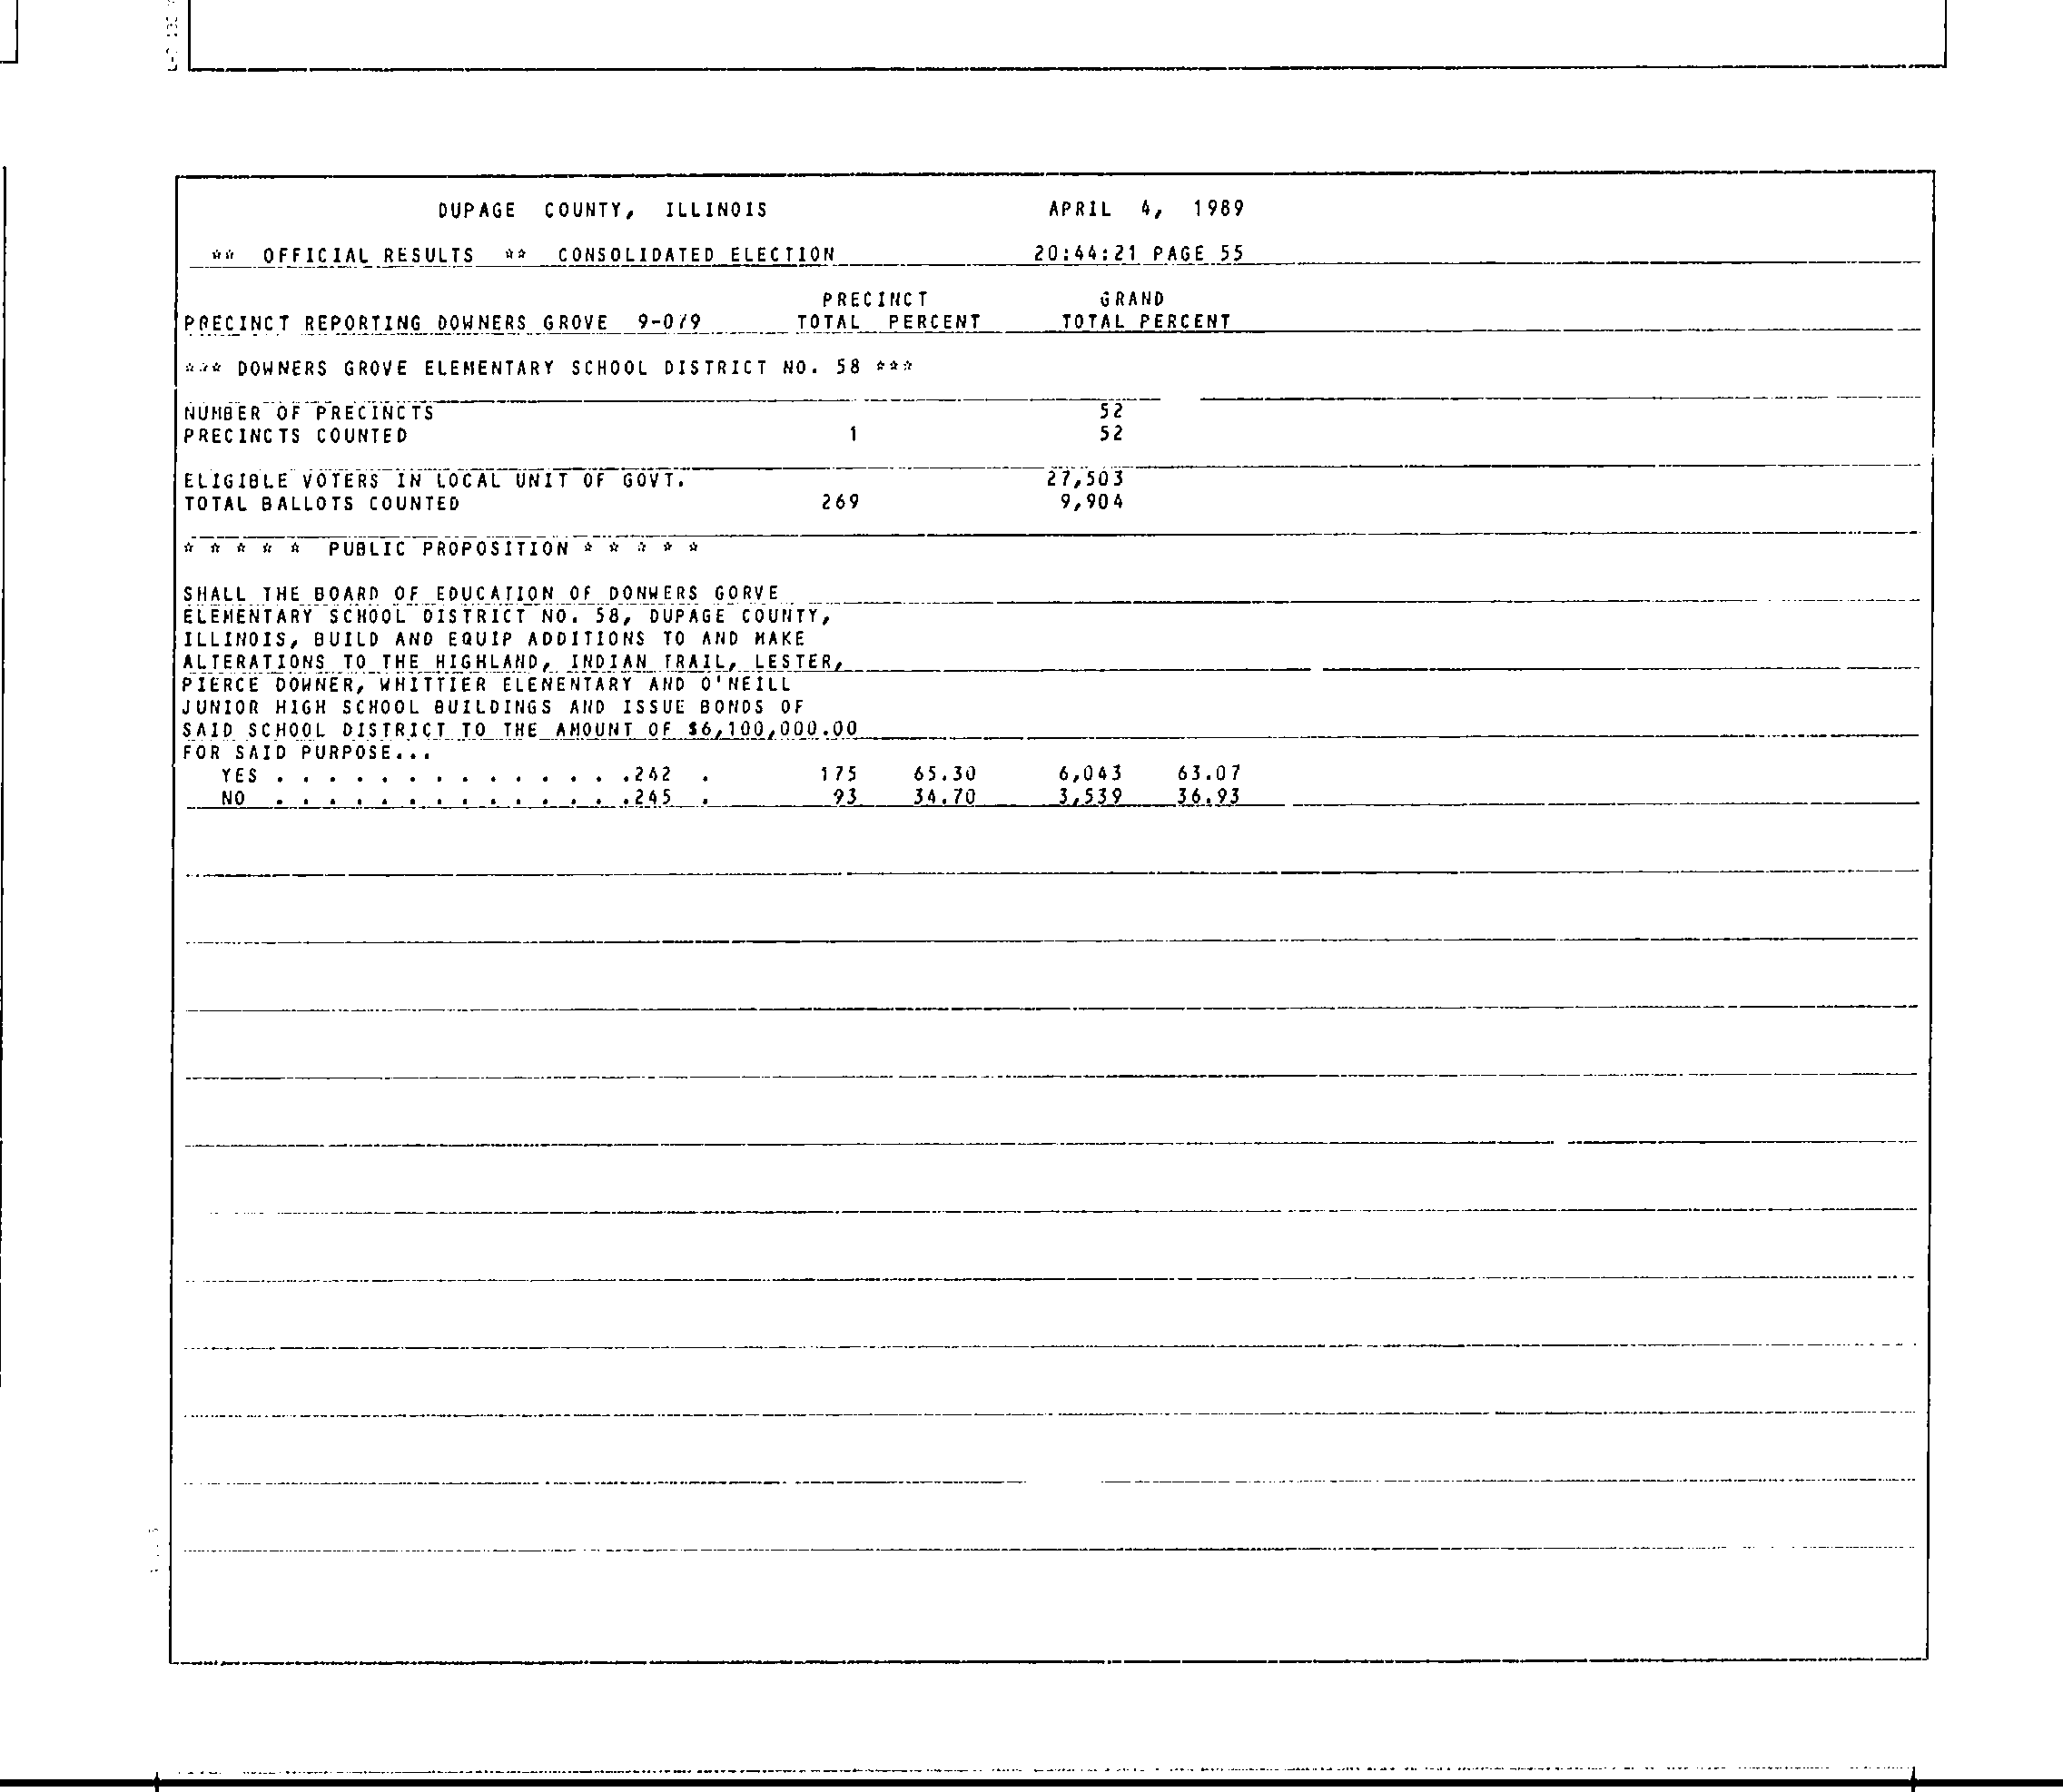 DUPAGE COUNTY, ILLINOIS APRIL 4, 1989
** OFFICIAL RESULTS ** CONSOLIDATED ELECTION 20:44:21 PAGE 55
PRECINCT GRAND
PRECINCT REPORTING DOWNERS GROVE 9-079 TOTAL PERCENT TOTAL PERCENT
*** DOWNERS GROVE ELEMENTARY SCHOOL DISTRICT NO. 58 ***
NUMBER OF PRECINCTS 52
PRECINCTS COUNTED 1 52
ELIGIBLE VOTERS IN LOCAL UNIT OF GOVT. 27,503
TOTAL BALLOTS COUNTED 269 9,904
* * * * * PUBLIC PROPOSITION * * * * *
SHALL THE BOARD OF EDUCATION OF DONWERS GORVE
ELEMENTARY SCHOOL DISTRICT NO. 58, DUPAGE COUNTY,
ILLINOIS, BUILD AND EQUIP ADDITIONS TO AND MAKE
ALTERATIONS TO THE HIGHLAND, INDIAN TRAIL, LESTER,
PIERCE DOWNER, WHITTIER ELEMENTARY AND O'NEILL
JUNIOR HIGH SCHOOL BUILDINGS AND ISSUE BONDS OF
SAID SCHOOL DISTRICT TO THE AMOUNT OF $6,100,000.00
FOR SAID PURPOSE...
YES . . . . . . . . . . . . . .242 . 175 65.30 6,043 63.07
NO . . . . . . . . . . . . . .245 . 93 34.70 3,539 36.93